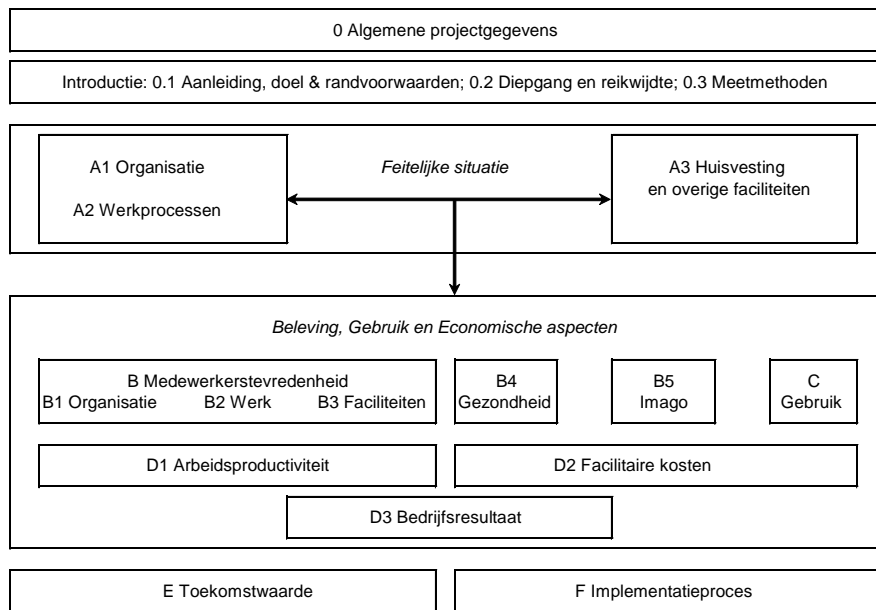 0 Algemene projectgegevens
Introductie: 0.1 Aanleiding, doel & randvoorwaarden; 0.2 Diepgang en reikwijdte; 0.3 Meetmethoden
A1 Organisatie
A2 Werkprocessen
Feitelijke situatie
A3 Huisvesting
en overige faciliteiten
Beleving, Gebruik en Economische aspecten
B Medewerkerstevredenheid
B1 Organisatie B2 Werk B3 Faciliteiten
B4
Gezondheid
B5
Imago
C
Gebruik
D1 Arbeidsproductiviteit
D2 Facilitaire kosten
D3 Bedrijfsresultaat
E Toekomstwaarde
F Implementatieproces